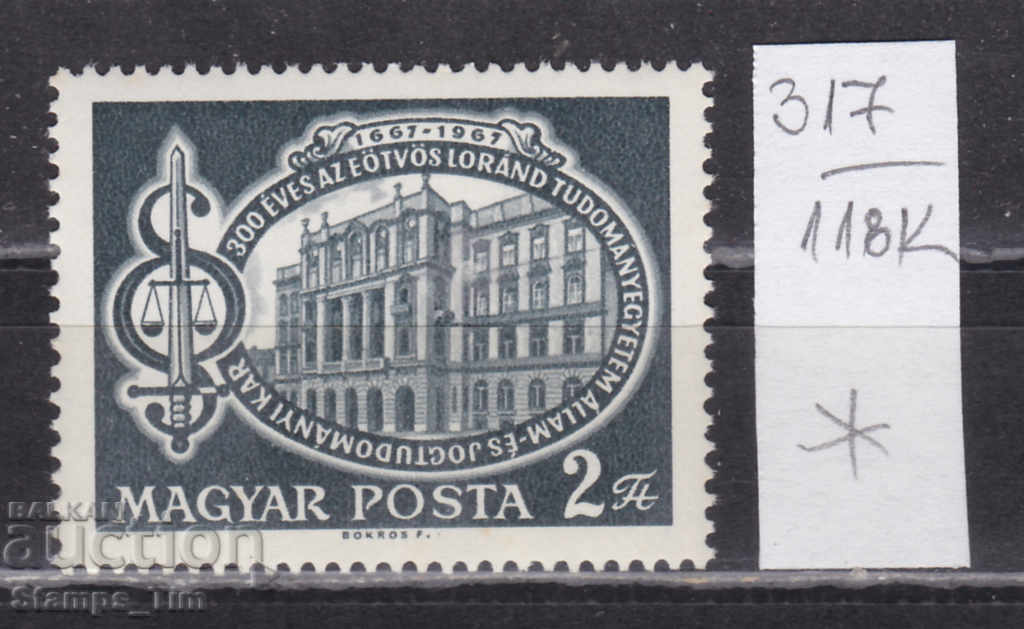 1667-1967
300 ÉVES AZ EÖTVÖS LORÁND TUDOMÁNYEGYETEM ÁLLAM- ÉS JOGTUDOMÁNYI KAR
MAGYAR POSTA 2 Ft
BOKROS F.
317
118K
BALKAN
auction
Stamps_Tim